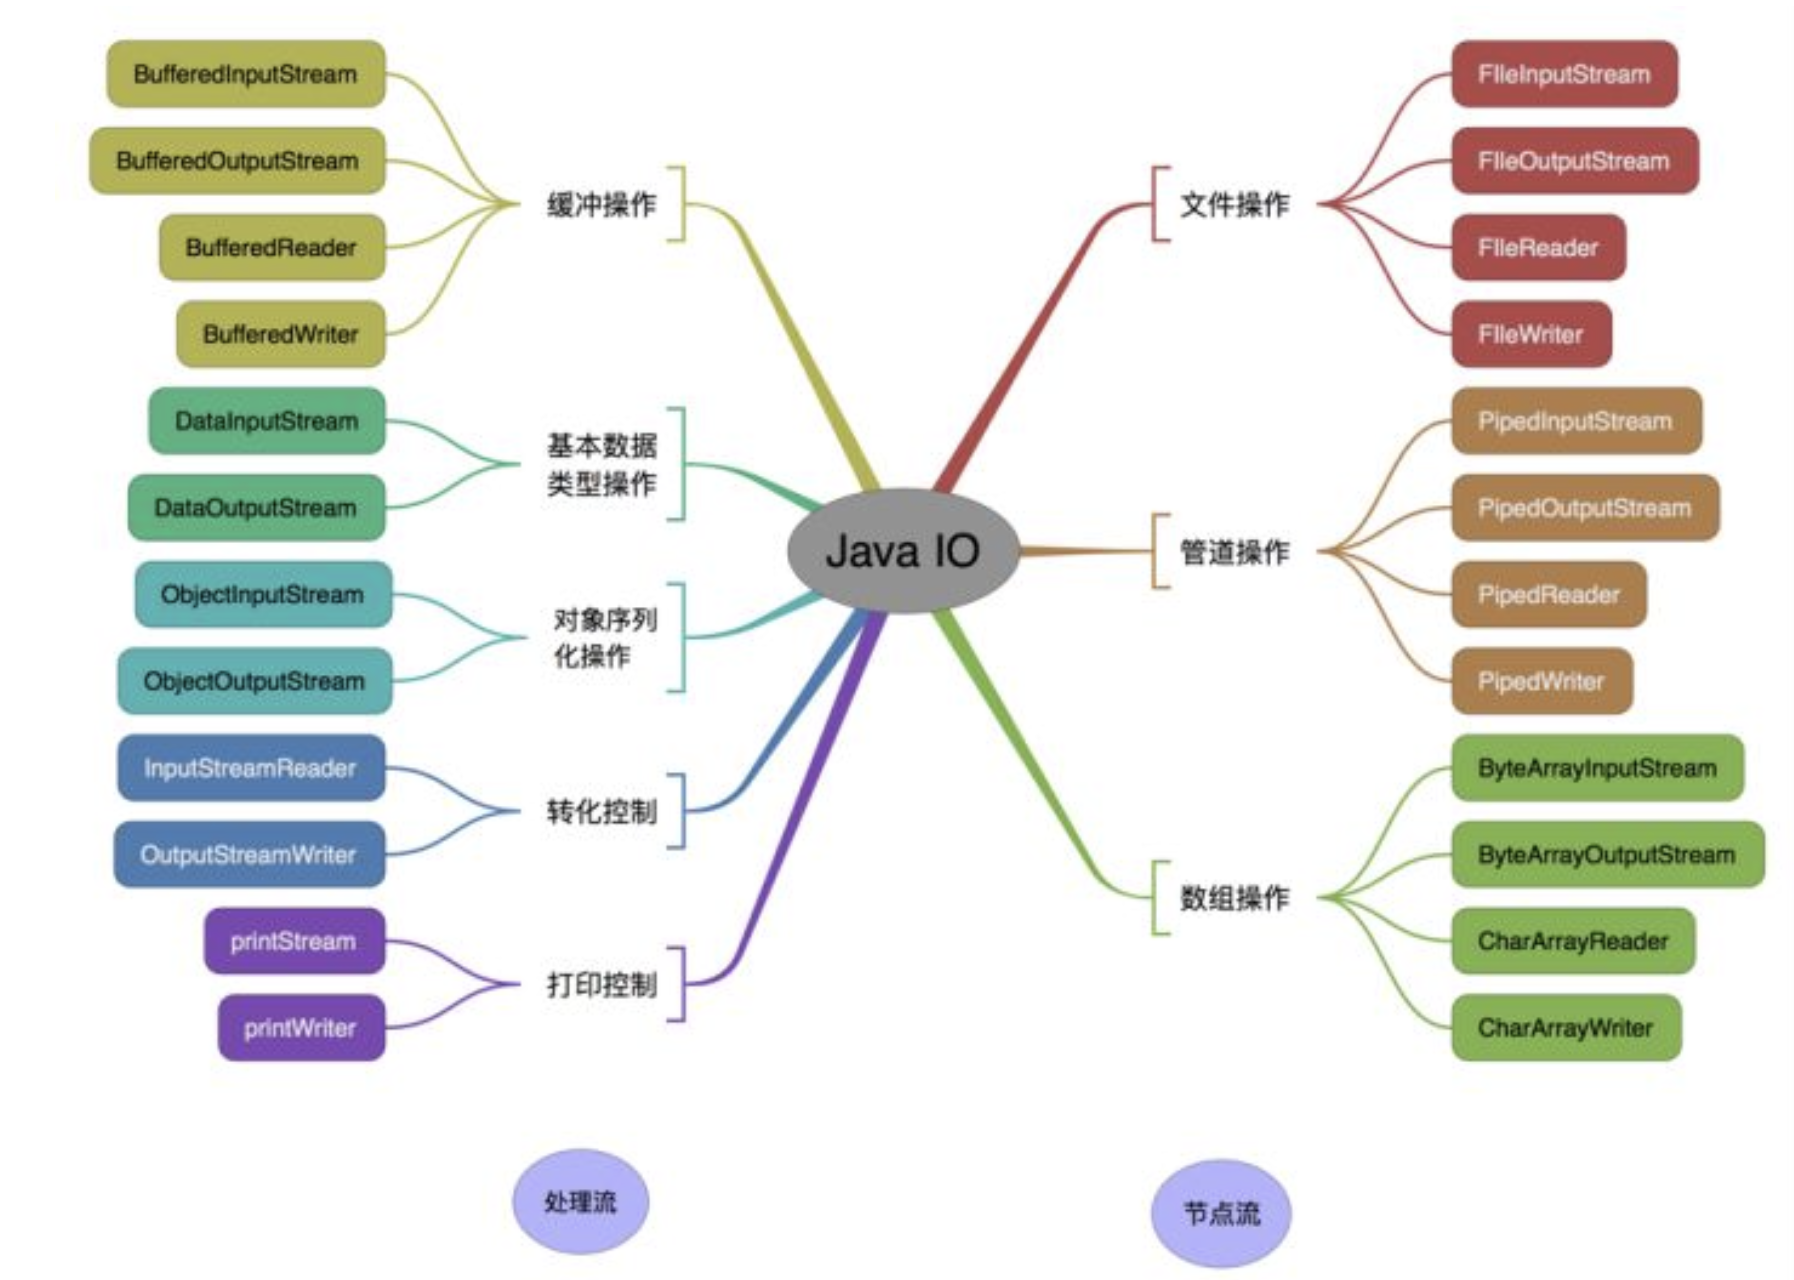 BufferedInputStream
BufferedOutputStream
BufferedReader
BufferedWriter
缓冲操作
DataInputStream
DataOutputStream
基本数据
类型操作
ObjectInputStream
ObjectOutputStream
对象序列
化操作
InputStreamReader
OutputStreamWriter
转化控制
printStream
printWriter
打印控制
Java IO
文件操作
FIleInputStream
FIleOutputStream
FIleReader
FIleWriter
管道操作
PipedInputStream
PipedOutputStream
PipedReader
PipedWriter
数组操作
ByteArrayInputStream
ByteArrayOutputStream
CharArrayReader
CharArrayWriter
处理流
节点流